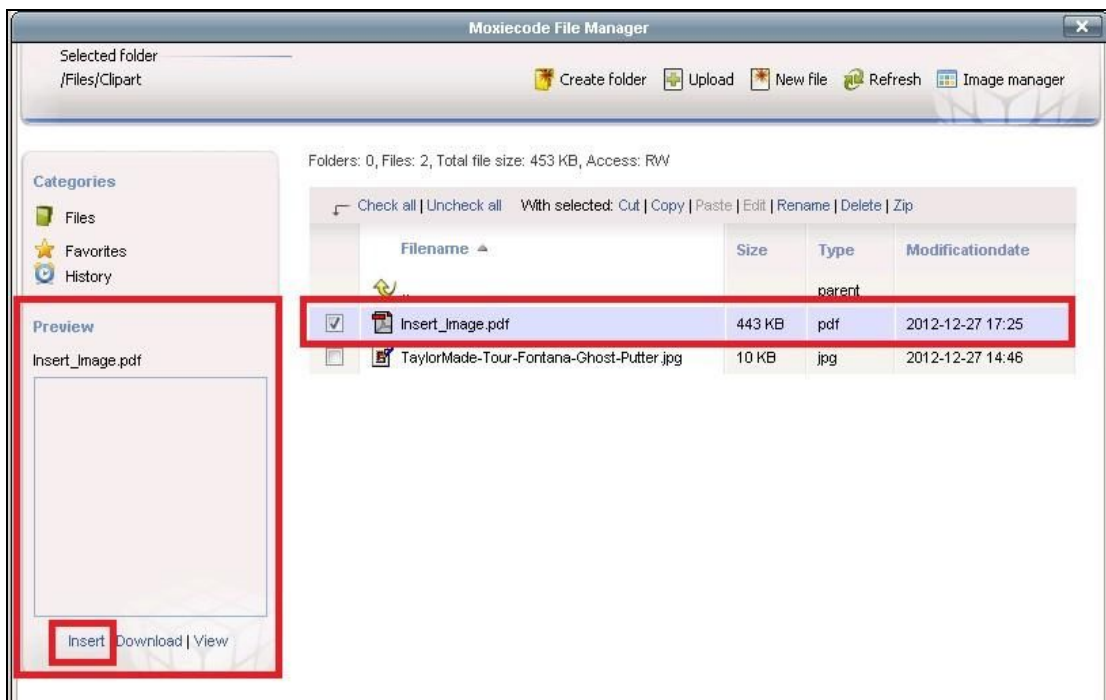 Moxiecode File Manager
X
Selected folder
/Files/Clipart
Create folder Upload New file Refresh Image manager
Folders: 0, Files: 2, Total file size: 453 KB, Access: RW
Categories
Files
Favorites
History
Check all | Uncheck all With selected: Cut | Copy | Paste | Edit | Rename | Delete | Zip
Filename Size Type Modificationdate
.. parent
Insert_Image.pdf 443 KB pdf 2012-12-27 17:25
TaylorMade-Tour-Fontana-Ghost-Putter.jpg 10 KB jpg 2012-12-27 14:46
Preview
Insert_Image.pdf
Insert Download | View